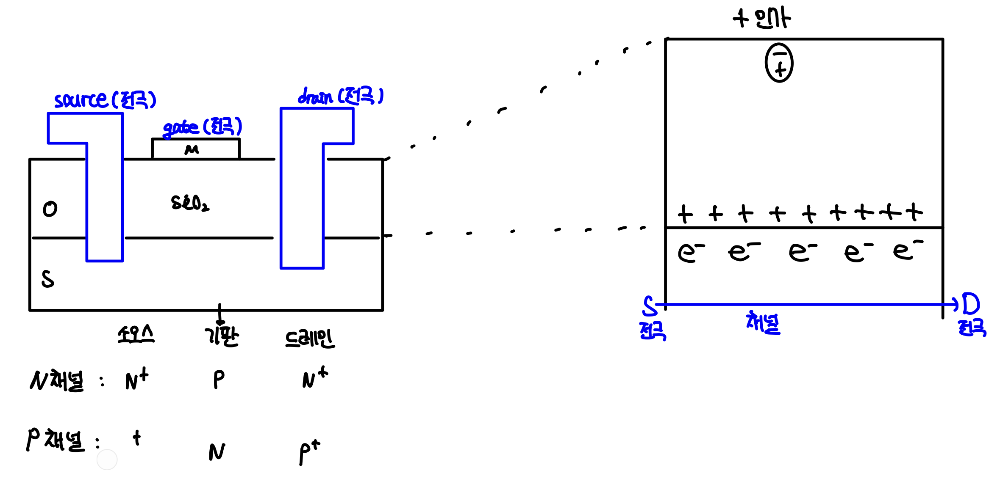 + 인가
−
+
source (전극)
drain (전극)
gate (전극)
M
O
SiO₂
+ + + + + + + + +
e⁻ e⁻ e⁻ e⁻ e⁻
S
S
D
전극
채널
전극
소오스 기판 드레인
N채널 : N⁺ P N⁺
P채널 : + N P⁺